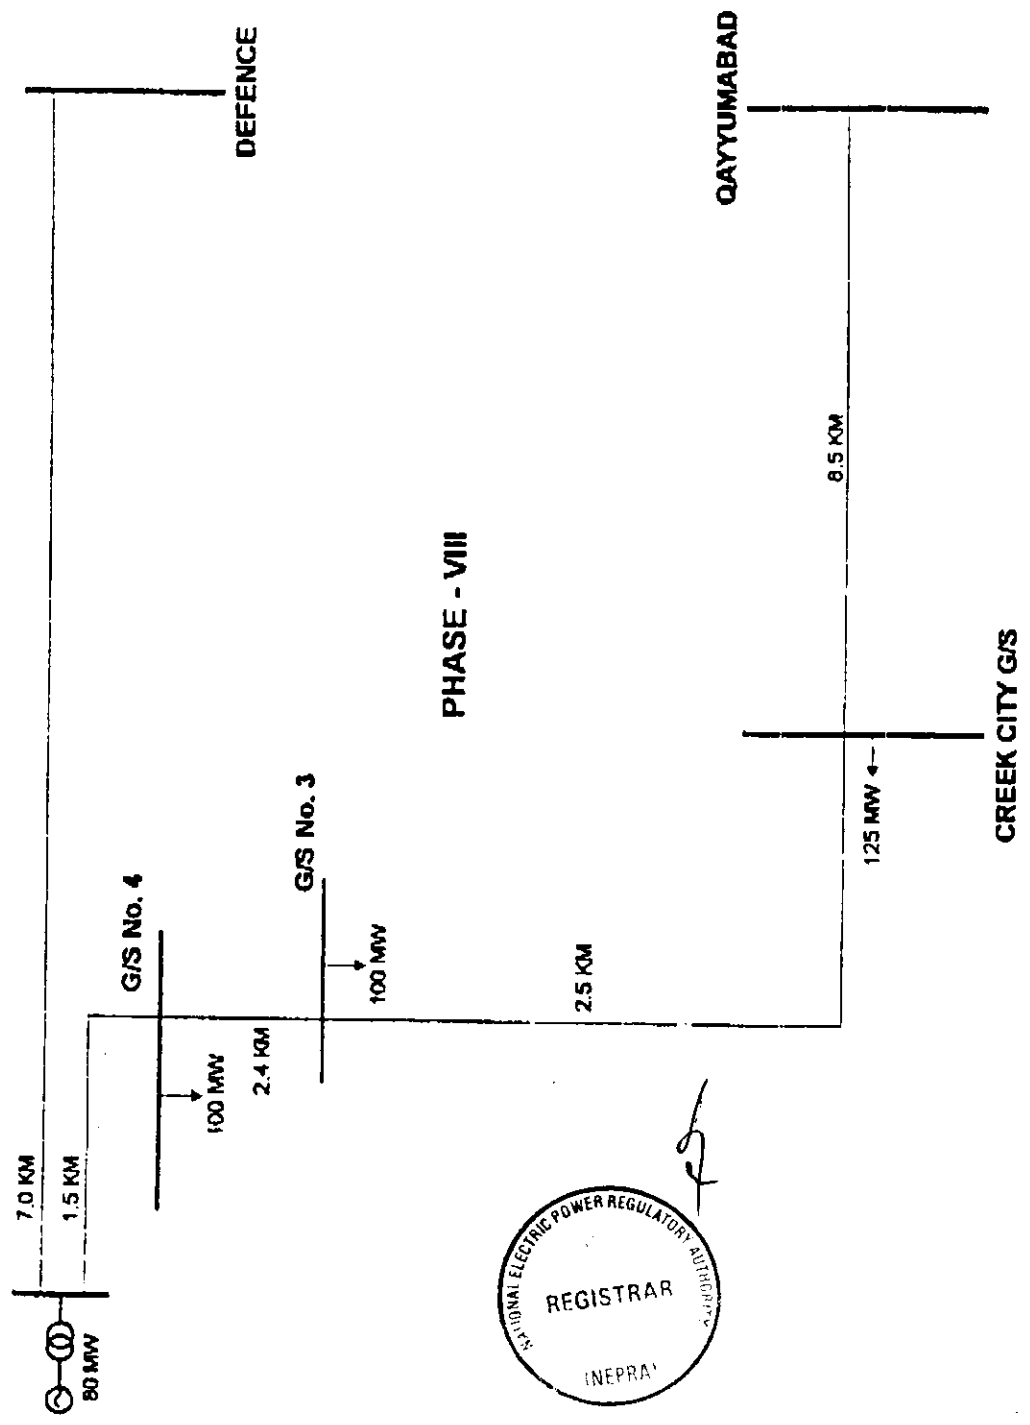 DEFENCE
QAYYUMABAD
7.0 KM
1.5 KM
80 MW
G/S No. 4
100 MW
2.4 KM
G/S No. 3
100 MW
PHASE - VIII
2.5 KM
8.5 KM
125 MW
CREEK CITY G/S
NATIONAL ELECTRIC POWER REGULATORY AUTHORITY
REGISTRAR
(NEPRA)